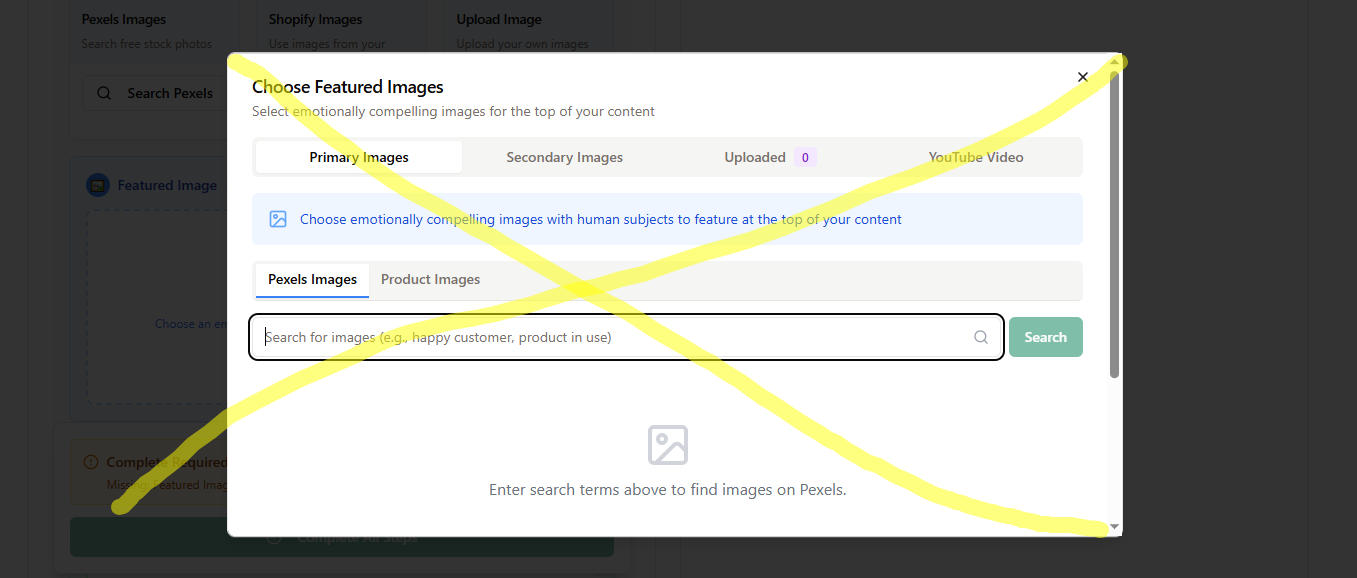 Pexels Images
Shopify Images
Upload Image
Search free stock photos
Use images from your
Upload your own images
Search Pexels
Featured Image
Choose an em
Complete Required
Missing: Featured Imag
Complete All Steps
Choose Featured Images
Select emotionally compelling images for the top of your content
Primary Images
Secondary Images
Uploaded 0
YouTube Video
Choose emotionally compelling images with human subjects to feature at the top of your content
Pexels Images
Product Images
Search for images (e.g., happy customer, product in use)
Search
Enter search terms above to find images on Pexels.